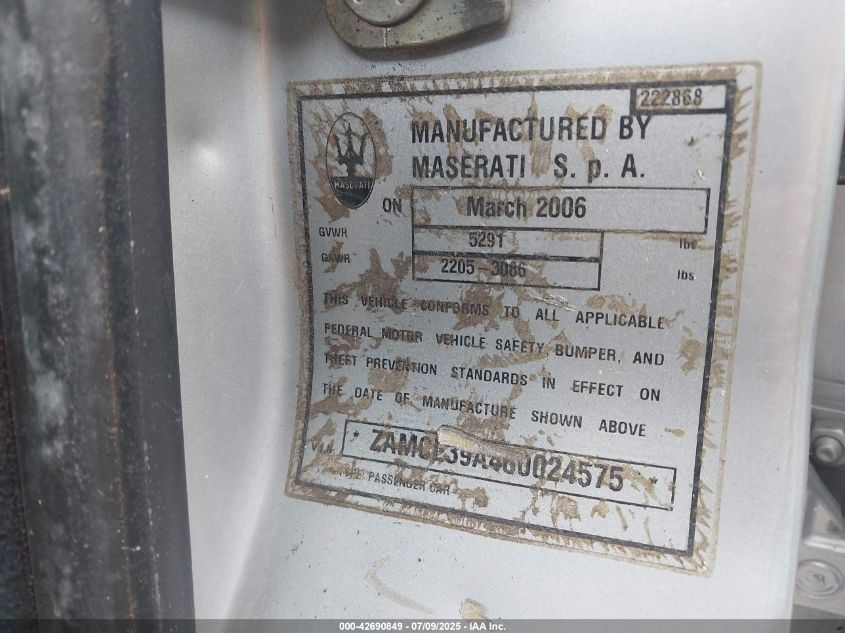 222868
MANUFACTURED BY
MASERATI S. p. A.
MASERATI
ON March 2006
GVWR 5291 lbs
GAWR 2205-3086 lbs
THIS VEHICLE CONFORMS TO ALL APPLICABLE
FEDERAL MOTOR VEHICLE SAFETY, BUMPER, AND
THEFT PREVENTION STANDARDS IN EFFECT ON
THE DATE OF MANUFACTURE SHOWN ABOVE
PASSENGER CAR
000-42690849 - 07/09/2025 - IAA Inc.